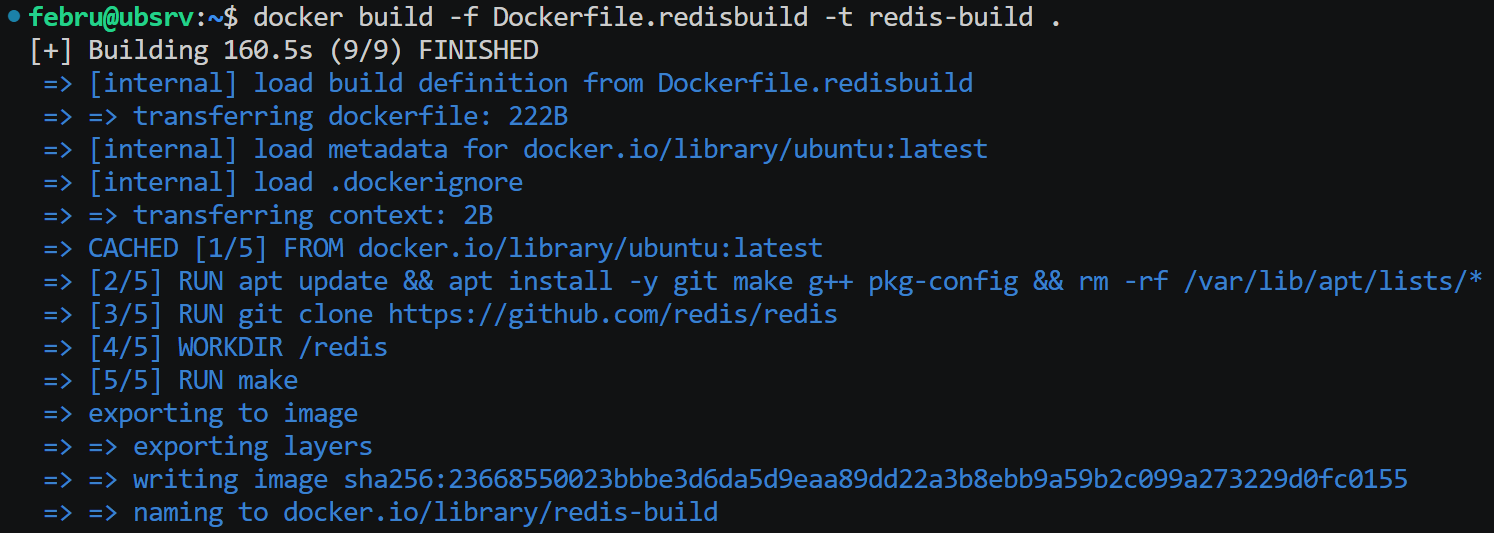 febru@ubsrv:~$ docker build -f Dockerfile.redisbuild -t redis-build .
[+] Building 160.5s (9/9) FINISHED
=> [internal] load build definition from Dockerfile.redisbuild
=> => transferring dockerfile: 222B
=> [internal] load metadata for docker.io/library/ubuntu:latest
=> [internal] load .dockerignore
=> => transferring context: 2B
=> CACHED [1/5] FROM docker.io/library/ubuntu:latest
=> [2/5] RUN apt update && apt install -y git make g++ pkg-config && rm -rf /var/lib/apt/lists/*
=> [3/5] RUN git clone https://github.com/redis/redis
=> [4/5] WORKDIR /redis
=> [5/5] RUN make
=> exporting to image
=> => exporting layers
=> => writing image sha256:23668550023bbbe3d6da5d9eaa89dd22a3b8ebb9a59b2c099a273229d0fc0155
=> => naming to docker.io/library/redis-build